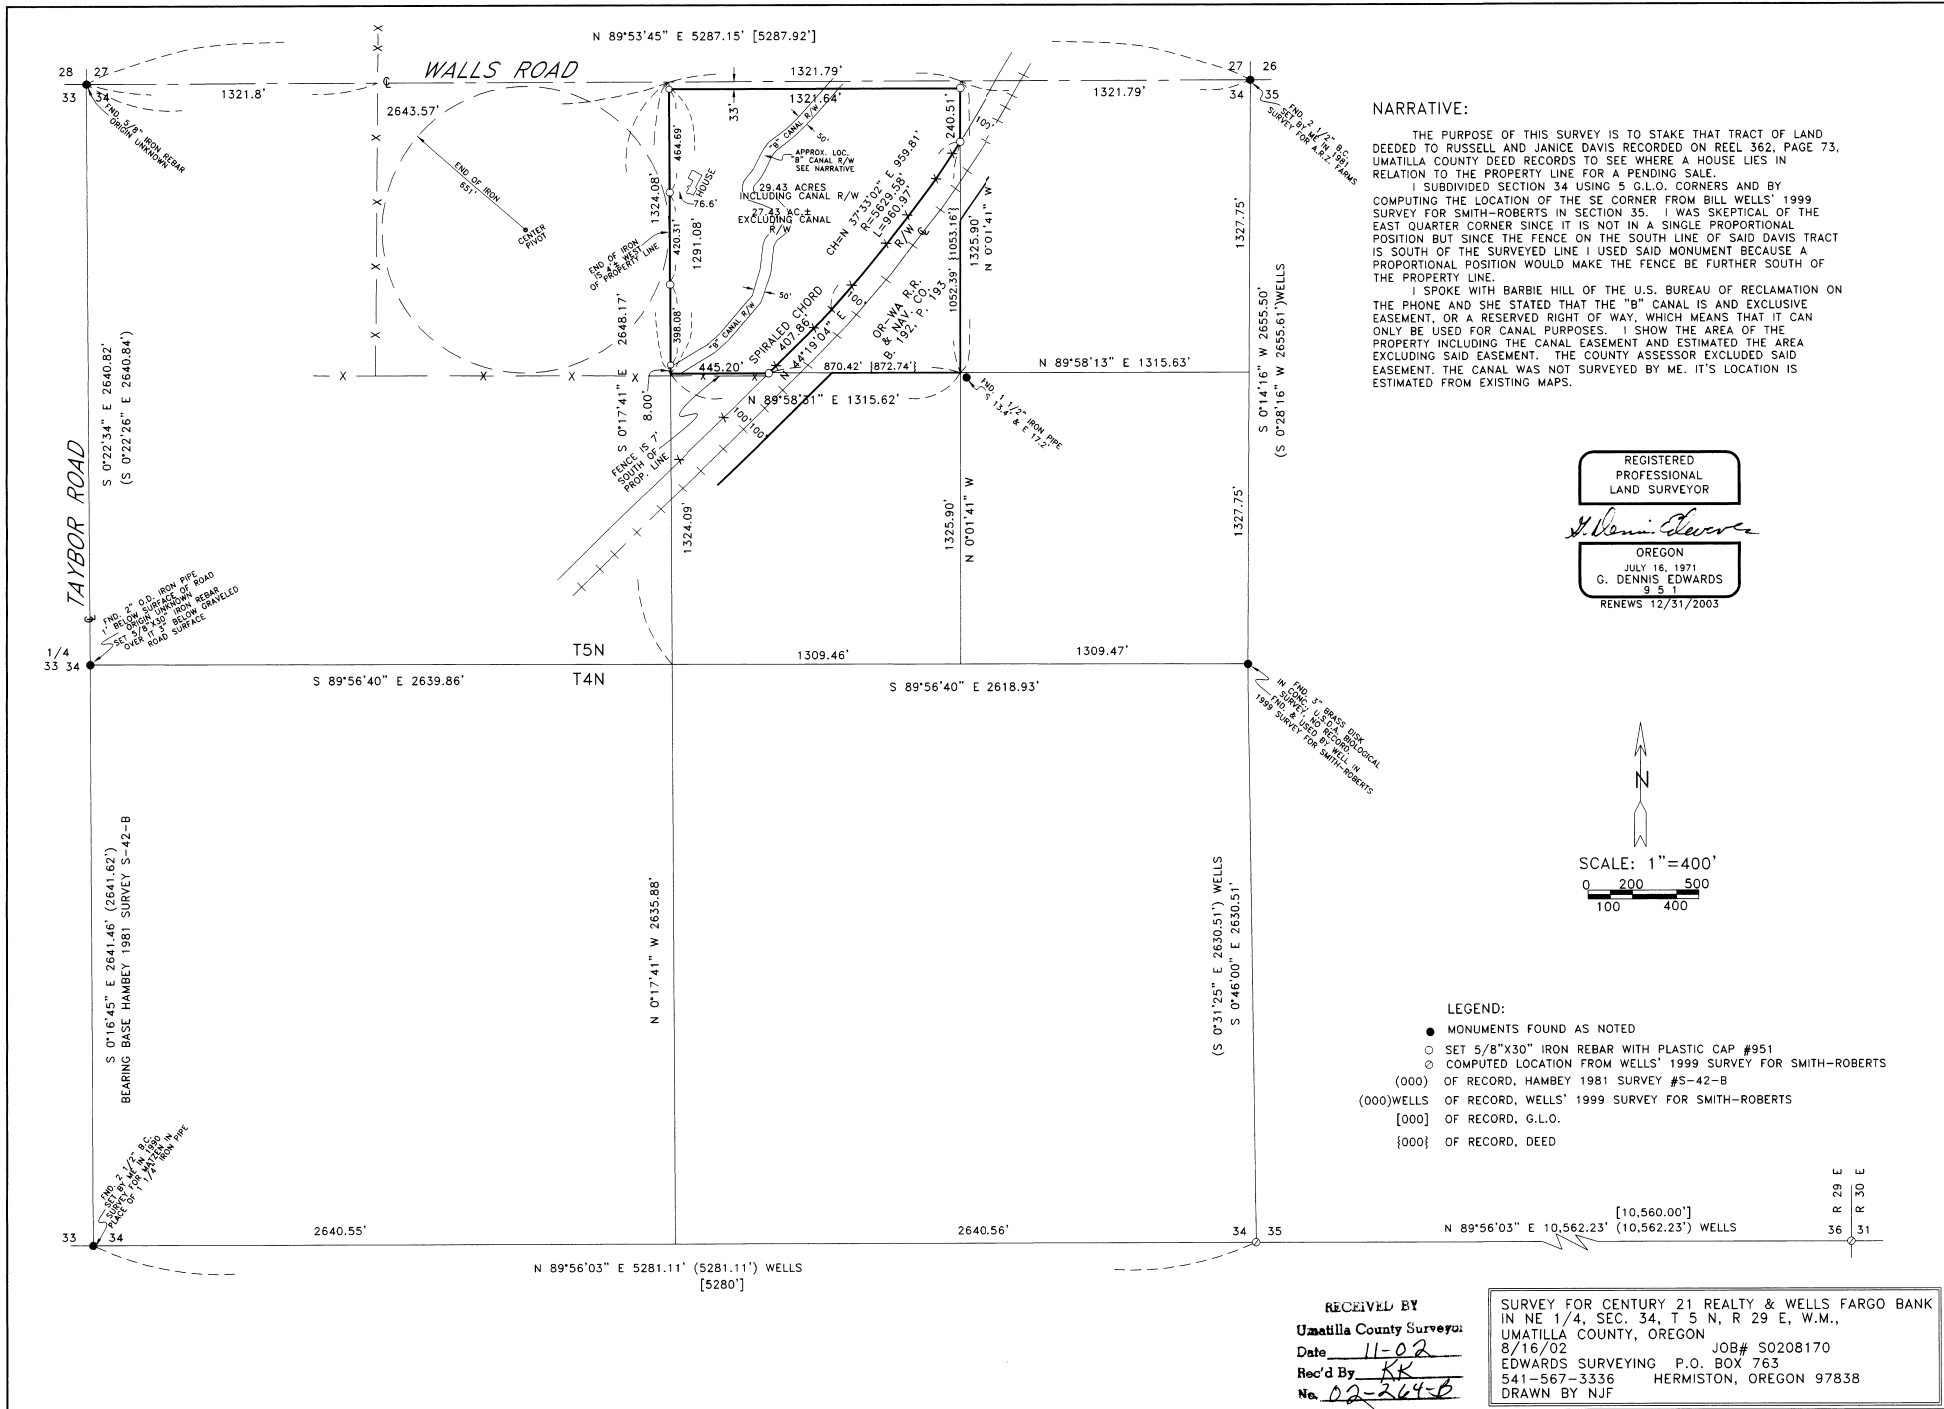 N 89°53'45" E 5287.15' [5287.92']
WALLS ROAD
28 27
33 34
1321.8'
2643.57'
1321.79'
1321.64'
33'
1321.79'
27 26
34 35
FND. 5/8" IRON REBAR
ORIGIN UNKNOWN
FND. 2 1/2" B.C.
SET BY ME IN 1981
SURVEY FOR A.R.Z. FARMS
END OF IRON
651'
CENTER
PIVOT
464.69'
1324.08'
420.31'
1291.08'
398.08'
HOUSE
76.6'
"B" CANAL R/W
50'
APPROX. LOC.
"B" CANAL R/W
SEE NARRATIVE
29.43 ACRES
INCLUDING CANAL R/W
27.43 AC.±
EXCLUDING CANAL
R/W
END OF IRON
IS 4'± WEST
OF PROPERTY LINE
50'
"B" CANAL R/W
240.51'
100'
CH=N 37°33'02" E 959.81'
R=5629.58'
L=960.97'
R/W
℄
1052.39' {1053.16'}
1325.90'
N 0°01'41" W
SPIRALED CHORD
407.86'
N 44°19'04" E
100'
OR-WA R.R.
& NAV. CO.
B. 192, P. 193
445.20'
870.42' {872.74'}
N 89°58'13" E 1315.63'
N 89°58'31" E 1315.62'
FND. 1 1/2" IRON PIPE
S 13.4' & E 17.2'
8.00'
S 0°17'41" E 2648.17'
FENCE IS 7'
SOUTH OF
PROP. LINE
100'
100'
1324.09'
1325.90'
N 0°01'41" W
1327.75'
1327.75'
S 0°14'16" W 2655.50'
(S 0°28'16" W 2655.61')WELLS
S 0°22'34" E 2640.82'
(S 0°22'26" E 2640.84')
TAYBOR ROAD
℄
FND. 2" O.D. IRON PIPE
1' BELOW SURFACE OF ROAD
ORIGIN UNKNOWN
SET 5/8"X30" IRON REBAR
OVER IT 3" BELOW GRAVELED
ROAD SURFACE
1/4
33 34
T5N
T4N
S 89°56'40" E 2639.86'
1309.46'
1309.47'
S 89°56'40" E 2618.93'
FND. 3" BRASS DISK
IN CONC., U.S.D.A. BIOLOGICAL
SURVEY. NO RECORD.
FND. & USED BY WELL IN
1999 SURVEY FOR SMITH-ROBERTS
S 0°16'45" E 2641.46' (2641.62')
BEARING BASE HAMBEY 1981 SURVEY S-42-B
N 0°17'41" W 2635.88'
(S 0°31'25" E 2630.51') WELLS
S 0°46'00" E 2630.51'
FND. 2 1/2" B.C.
SET BY ME IN 1990
SURVEY FOR MATZEN IN
PLACE OF 1 1/4" IRON PIPE
33 34
2640.55'
2640.56'
34 35
N 89°56'03" E 5281.11' (5281.11') WELLS
[5280']
[10,560.00']
N 89°56'03" E 10,562.23' (10,562.23') WELLS
R 29 E
R 30 E
36 31
NARRATIVE:
THE PURPOSE OF THIS SURVEY IS TO STAKE THAT TRACT OF LAND
DEEDED TO RUSSELL AND JANICE DAVIS RECORDED ON REEL 362, PAGE 73,
UMATILLA COUNTY DEED RECORDS TO SEE WHERE A HOUSE LIES IN
RELATION TO THE PROPERTY LINE FOR A PENDING SALE.
I SUBDIVIDED SECTION 34 USING 5 G.L.O. CORNERS AND BY
COMPUTING THE LOCATION OF THE SE CORNER FROM BILL WELLS' 1999
SURVEY FOR SMITH-ROBERTS IN SECTION 35. I WAS SKEPTICAL OF THE
EAST QUARTER CORNER SINCE IT IS NOT IN A SINGLE PROPORTIONAL
POSITION BUT SINCE THE FENCE ON THE SOUTH LINE OF SAID DAVIS TRACT
IS SOUTH OF THE SURVEYED LINE I USED SAID MONUMENT BECAUSE A
PROPORTIONAL POSITION WOULD MAKE THE FENCE BE FURTHER SOUTH OF
THE PROPERTY LINE.
I SPOKE WITH BARBIE HILL OF THE U.S. BUREAU OF RECLAMATION ON
THE PHONE AND SHE STATED THAT THE "B" CANAL IS AND EXCLUSIVE
EASEMENT, OR A RESERVED RIGHT OF WAY, WHICH MEANS THAT IT CAN
ONLY BE USED FOR CANAL PURPOSES. I SHOW THE AREA OF THE
PROPERTY INCLUDING THE CANAL EASEMENT AND ESTIMATED THE AREA
EXCLUDING SAID EASEMENT. THE COUNTY ASSESSOR EXCLUDED SAID
EASEMENT. THE CANAL WAS NOT SURVEYED BY ME. IT'S LOCATION IS
ESTIMATED FROM EXISTING MAPS.
REGISTERED
PROFESSIONAL
LAND SURVEYOR
G. Dennis Edwards
OREGON
JULY 16, 1971
G. DENNIS EDWARDS
9 5 1
RENEWS 12/31/2003
N
SCALE: 1"=400'
0 200 500
100 400
LEGEND:
MONUMENTS FOUND AS NOTED
SET 5/8"X30" IRON REBAR WITH PLASTIC CAP #951
COMPUTED LOCATION FROM WELLS' 1999 SURVEY FOR SMITH-ROBERTS
(000) OF RECORD, HAMBEY 1981 SURVEY #S-42-B
(000)WELLS OF RECORD, WELLS' 1999 SURVEY FOR SMITH-ROBERTS
[000] OF RECORD, G.L.O.
{000} OF RECORD, DEED
RECEIVED BY
Umatilla County Surveyor
Date 11-02
Rec'd By KK
No. 02-264-B
SURVEY FOR CENTURY 21 REALTY & WELLS FARGO BANK
IN NE 1/4, SEC. 34, T 5 N, R 29 E, W.M.,
UMATILLA COUNTY, OREGON
8/16/02 JOB# S0208170
EDWARDS SURVEYING P.O. BOX 763
541-567-3336 HERMISTON, OREGON 97838
DRAWN BY NJF